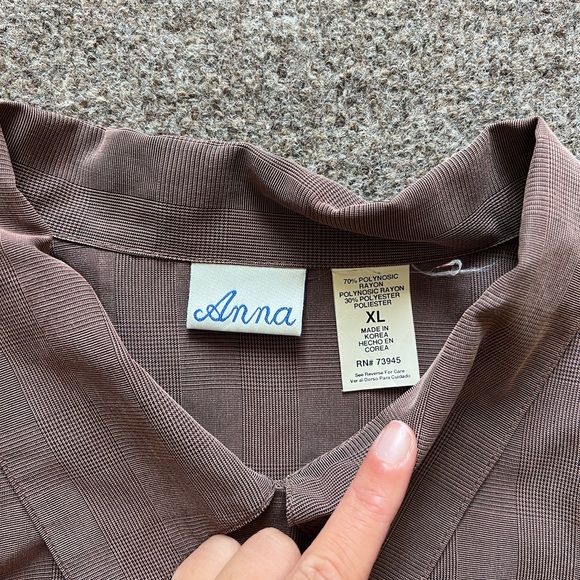 Anna
70% POLYNOSIC
RAYON
POLYNOSIC RAYON
30% POLYESTER
POLIESTER
XL
MADE IN
KOREA
HECHO EN
COREA
RN# 73945
See Reverse For Care
Ver al Dorso Para Cuidado